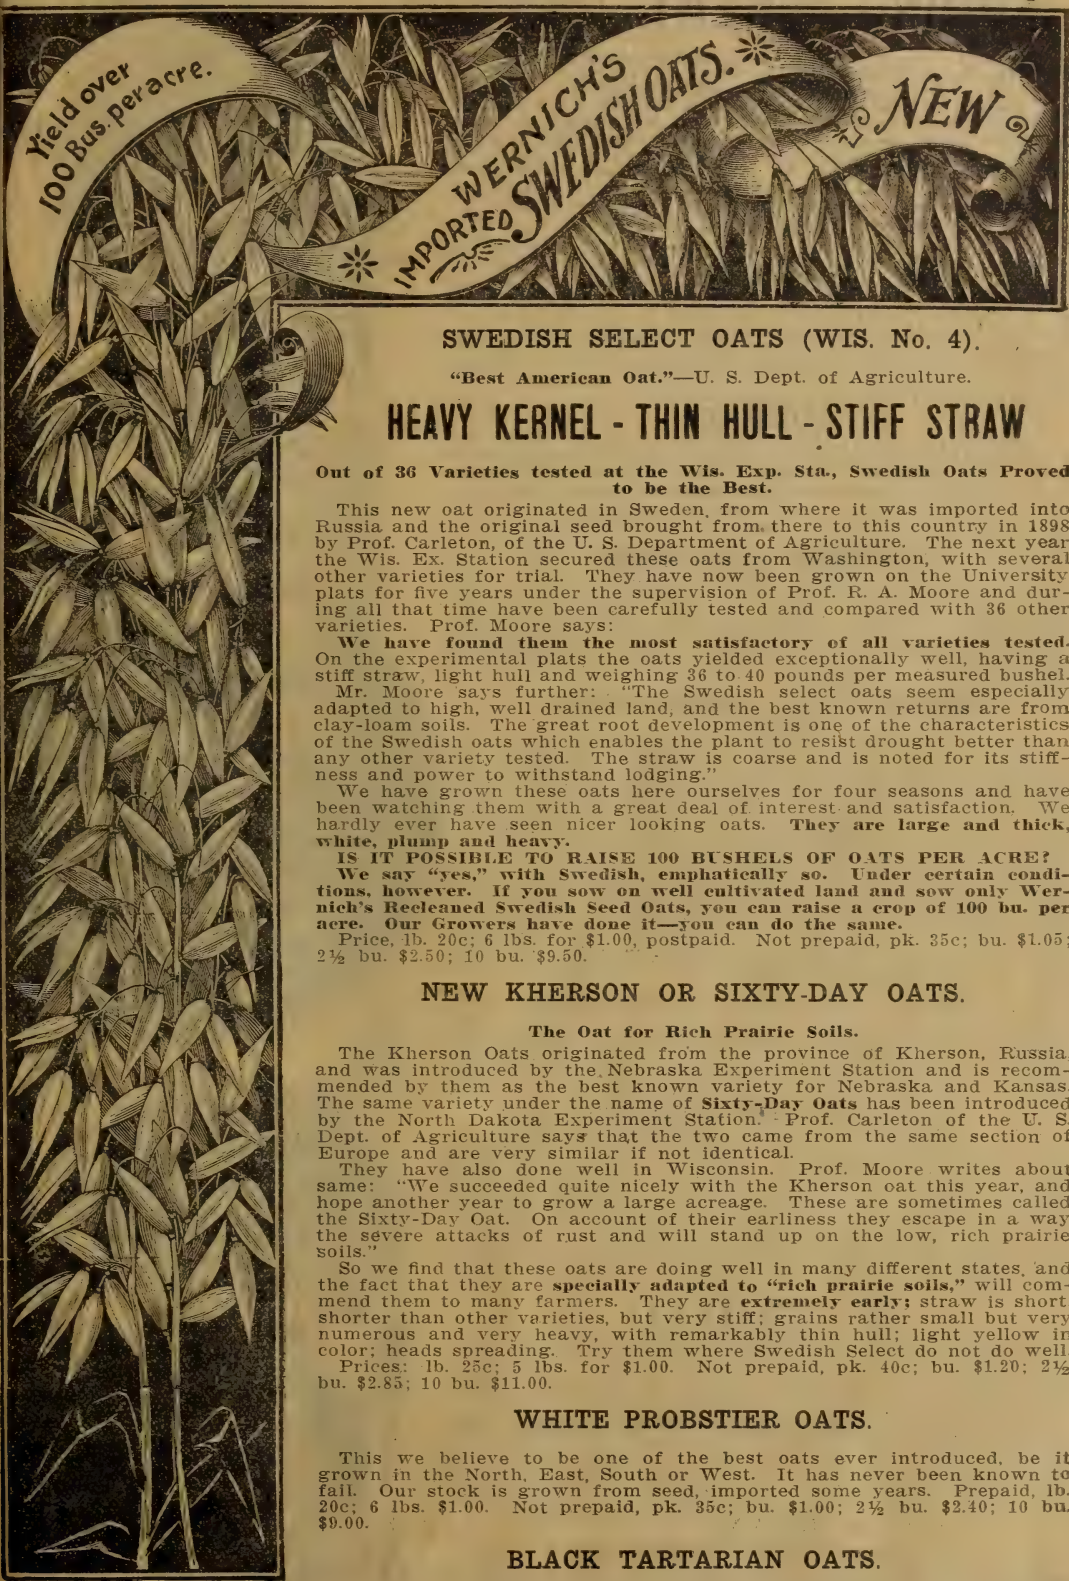 Yield over
100 Bus. per acre.
WERNICH'S
IMPORTED SWEDISH OATS.
NEW
SWEDISH SELECT OATS (WIS. No. 4).
"Best American Oat."—U. S. Dept. of Agriculture.
HEAVY KERNEL - THIN HULL - STIFF STRAW
Out of 36 Varieties tested at the Wis. Exp. Sta., Swedish Oats Proved
to be the Best.
This new oat originated in Sweden, from where it was imported into
Russia and the original seed brought from there to this country in 1898
by Prof. Carleton, of the U. S. Department of Agriculture. The next year
the Wis. Ex. Station secured these oats from Washington, with several
other varieties for trial. They have now been grown on the University
plats for five years under the supervision of Prof. R. A. Moore and dur-
ing all that time have been carefully tested and compared with 36 other
varieties. Prof. Moore says:
We have found them the most satisfactory of all varieties tested.
On the experimental plats the oats yielded exceptionally well, having a
stiff straw, light hull and weighing 36 to 40 pounds per measured bushel.
Mr. Moore says further: "The Swedish select oats seem especially
adapted to high, well drained land, and the best known returns are from
clay-loam soils. The great root development is one of the characteristics
of the Swedish oats which enables the plant to resist drought better than
any other variety tested. The straw is coarse and is noted for its stiff-
ness and power to withstand lodging."
We have grown these oats here ourselves for four seasons and have
been watching them with a great deal of interest and satisfaction. We
hardly ever have seen nicer looking oats. They are large and thick,
white, plump and heavy.
IS IT POSSIBLE TO RAISE 100 BUSHELS OF OATS PER ACRE?
We say "yes," with Swedish, emphatically so. Under certain condi-
tions, however. If you sow on well cultivated land and sow only Wer-
nich's Recleaned Swedish Seed Oats, you can raise a crop of 100 bu. per
acre. Our Growers have done it—you can do the same.
Price, lb. 20c; 6 lbs. for $1.00, postpaid. Not prepaid, pk. 35c; bu. $1.05;
2½ bu. $2.50; 10 bu. $9.50.
NEW KHERSON OR SIXTY-DAY OATS.
The Oat for Rich Prairie Soils.
The Kherson Oats originated from the province of Kherson, Russia
and was introduced by the Nebraska Experiment Station and is recom-
mended by them as the best known variety for Nebraska and Kansas.
The same variety under the name of Sixty-Day Oats has been introduced
by the North Dakota Experiment Station. Prof. Carleton of the U. S.
Dept. of Agriculture says that the two came from the same section of
Europe and are very similar if not identical.
They have also done well in Wisconsin. Prof. Moore writes about
same: "We succeeded quite nicely with the Kherson oat this year, and
hope another year to grow a large acreage. These are sometimes called
the Sixty-Day Oat. On account of their earliness they escape in a way
the severe attacks of rust and will stand up on the low, rich prairie
soils."
So we find that these oats are doing well in many different states, and
the fact that they are specially adapted to "rich prairie soils," will com-
mend them to many farmers. They are extremely early; straw is short
shorter than other varieties, but very stiff; grains rather small but very
numerous and very heavy, with remarkably thin hull; light yellow in
color; heads spreading. Try them where Swedish Select do not do well.
Prices: lb. 25c; 5 lbs. for $1.00. Not prepaid, pk. 40c; bu. $1.20; 2½
bu. $2.85; 10 bu. $11.00.
WHITE PROBSTIER OATS.
This we believe to be one of the best oats ever introduced, be it
grown in the North, East, South or West. It has never been known to
fail. Our stock is grown from seed, imported some years. Prepaid, lb.
20c; 6 lbs. $1.00. Not prepaid, pk. 35c; bu. $1.00; 2½ bu. $2.40; 10 bu.
$9.00.
BLACK TARTARIAN OATS.